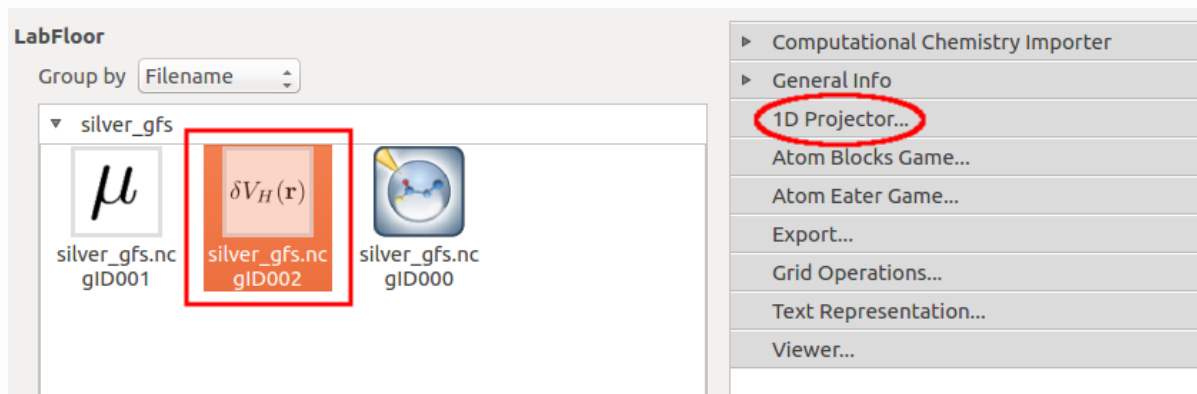 LabFloor
Group by Filename
silver_gfs
μ
δV_H(r)
silver_gfs.nc
gID001
silver_gfs.nc
gID002
silver_gfs.nc
gID000
Computational Chemistry Importer
General Info
1D Projector...
Atom Blocks Game...
Atom Eater Game...
Export...
Grid Operations...
Text Representation...
Viewer...